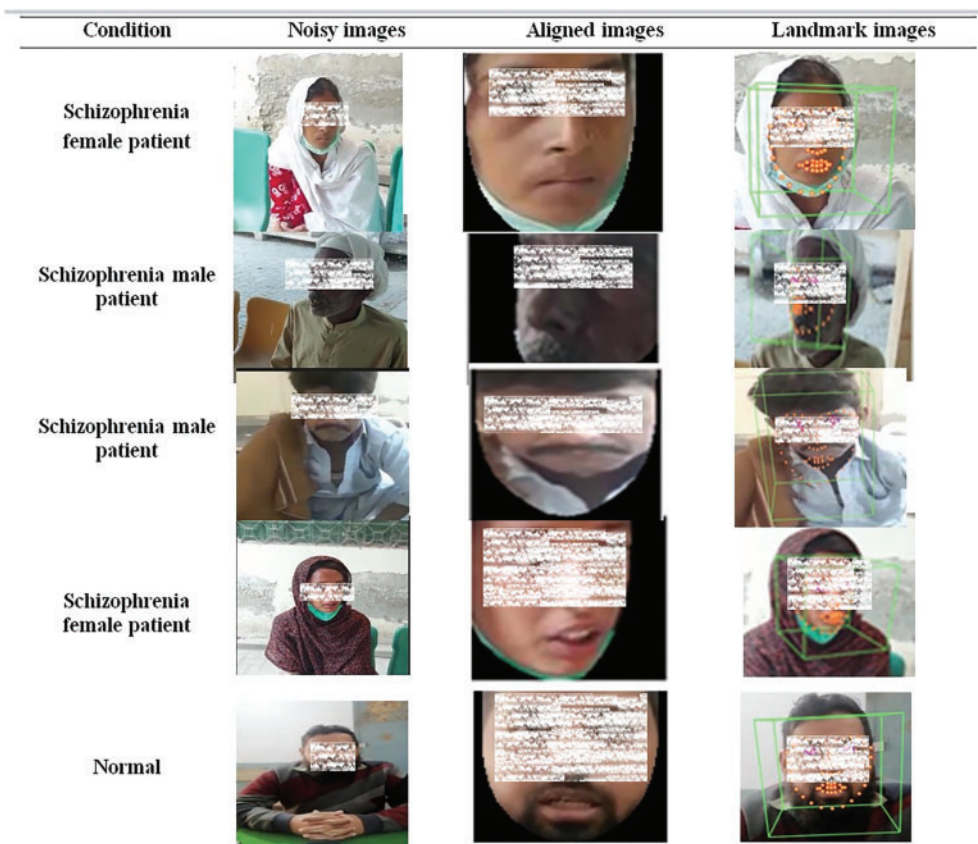 Condition Noisy images Aligned images Landmark images
Schizophrenia
female patient
Schizophrenia male
patient
Schizophrenia male
patient
Schizophrenia
female patient
Normal